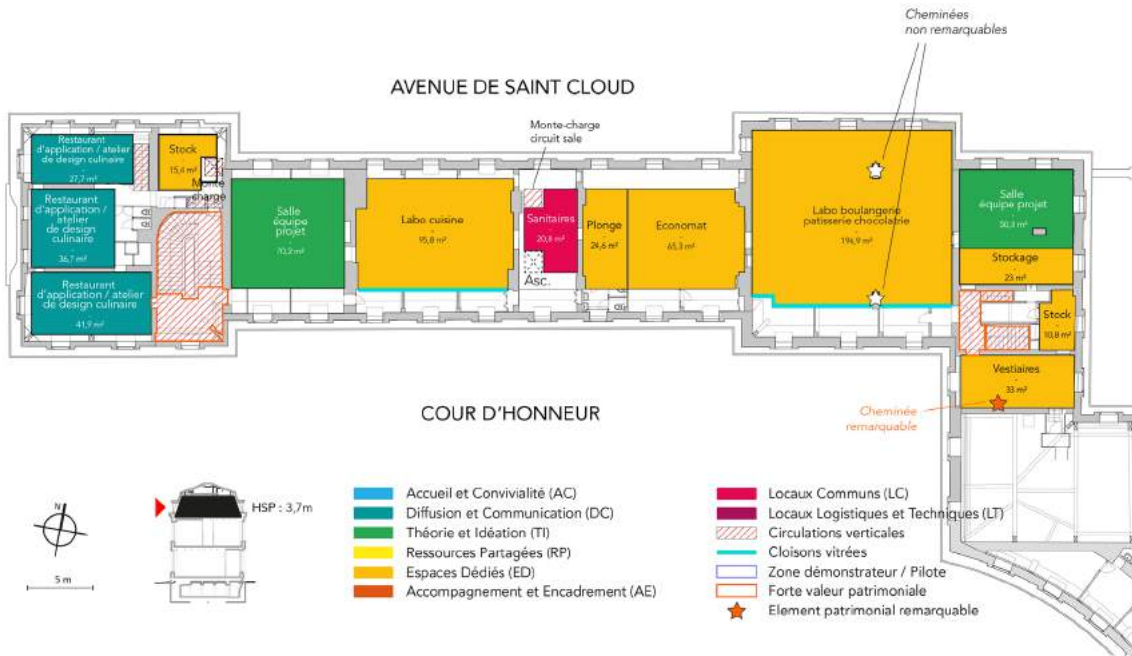 Cheminées
non remarquables
AVENUE DE SAINT CLOUD
Monte-charge
circuit sale
Restaurant
d'application / atelier
de design culinaire
-
27,7 m²
Stock
-
15,4 m²
Monte
charge
Restaurant
d'application /
atelier
de design
culinaire
-
36,7 m²
Restaurant
d'application / atelier
de design culinaire
-
41,9 m²
Salle
équipe
projet
-
70,2 m²
Labo cuisine
-
95,8 m²
Sanitaires
-
20,8 m²
Asc.
Plonge
-
24,6 m²
Economat
-
65,3 m²
Labo boulangerie
patisserie chocolatrie
-
194,9 m²
Salle
équipe projet
-
Stockage
-
23 m²
Stock
-
10,8 m²
Vestiaires
-
33 m²
Cheminée
remarquable
COUR D'HONNEUR
N
5 m
HSP : 3,7m
Accueil et Convivialité (AC)
Diffusion et Communication (DC)
Théorie et Idéation (TI)
Ressources Partagées (RP)
Espaces Dédiés (ED)
Accompagnement et Encadrement (AE)
Locaux Communs (LC)
Locaux Logistiques et Techniques (LT)
Circulations verticales
Cloisons vitrées
Zone démonstrateur / Pilote
Forte valeur patrimoniale
Element patrimonial remarquable